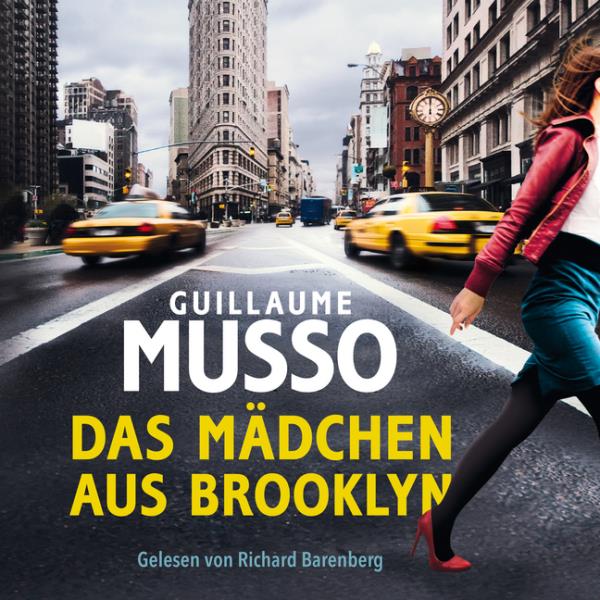 GUILLAUME
MUSSO
DAS MÄDCHEN
AUS BROOKLYN
Gelesen von Richard Barenberg